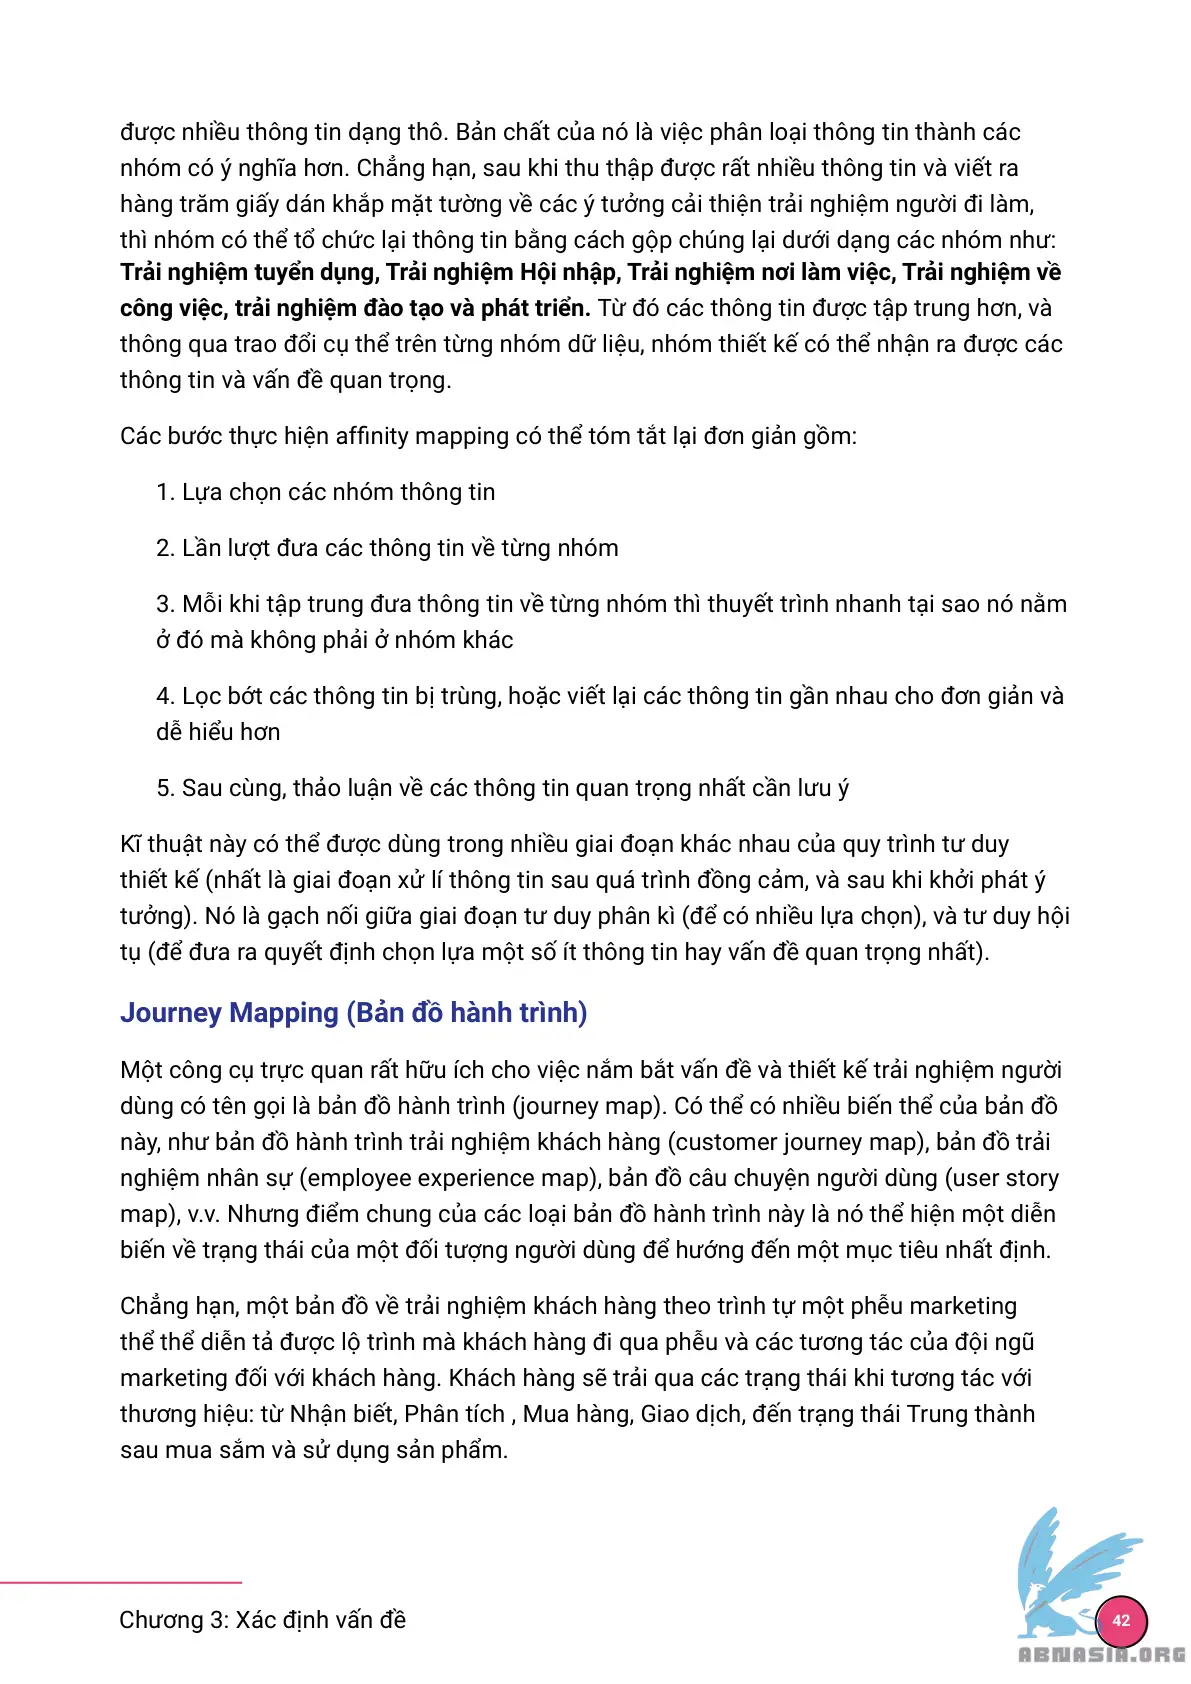 được nhiều thông tin dạng thô. Bản chất của nó là việc phân loại thông tin thành các
nhóm có ý nghĩa hơn. Chẳng hạn, sau khi thu thập được rất nhiều thông tin và viết ra
hàng trăm giấy dán khắp mặt tường về các ý tưởng cải thiện trải nghiệm người đi làm,
thì nhóm có thể tổ chức lại thông tin bằng cách gộp chúng lại dưới dạng các nhóm như:
Trải nghiệm tuyển dụng, Trải nghiệm Hội nhập, Trải nghiệm nơi làm việc, Trải nghiệm về
công việc, trải nghiệm đào tạo và phát triển. Từ đó các thông tin được tập trung hơn, và
thông qua trao đổi cụ thể trên từng nhóm dữ liệu, nhóm thiết kế có thể nhận ra được các
thông tin và vấn đề quan trọng.
Các bước thực hiện affinity mapping có thể tóm tắt lại đơn giản gồm:
1. Lựa chọn các nhóm thông tin
2. Lần lượt đưa các thông tin về từng nhóm
3. Mỗi khi tập trung đưa thông tin về từng nhóm thì thuyết trình nhanh tại sao nó nằm
ở đó mà không phải ở nhóm khác
4. Lọc bớt các thông tin bị trùng, hoặc viết lại các thông tin gần nhau cho đơn giản và
dễ hiểu hơn
5. Sau cùng, thảo luận về các thông tin quan trọng nhất cần lưu ý
Kĩ thuật này có thể được dùng trong nhiều giai đoạn khác nhau của quy trình tư duy
thiết kế (nhất là giai đoạn xử lí thông tin sau quá trình đồng cảm, và sau khi khởi phát ý
tưởng). Nó là gạch nối giữa giai đoạn tư duy phân kì (để có nhiều lựa chọn), và tư duy hội
tụ (để đưa ra quyết định chọn lựa một số ít thông tin hay vấn đề quan trọng nhất).
Journey Mapping (Bản đồ hành trình)
Một công cụ trực quan rất hữu ích cho việc nắm bắt vấn đề và thiết kế trải nghiệm người
dùng có tên gọi là bản đồ hành trình (journey map). Có thể có nhiều biến thể của bản đồ
này, như bản đồ hành trình trải nghiệm khách hàng (customer journey map), bản đồ trải
nghiệm nhân sự (employee experience map), bản đồ câu chuyện người dùng (user story
map), v.v. Nhưng điểm chung của các loại bản đồ hành trình này là nó thể hiện một diễn
biến về trạng thái của một đối tượng người dùng để hướng đến một mục tiêu nhất định.
Chẳng hạn, một bản đồ về trải nghiệm khách hàng theo trình tự một phễu marketing
thể thể diễn tả được lộ trình mà khách hàng đi qua phễu và các tương tác của đội ngũ
marketing đối với khách hàng. Khách hàng sẽ trải qua các trạng thái khi tương tác với
thương hiệu: từ Nhận biết, Phân tích , Mua hàng, Giao dịch, đến trạng thái Trung thành
sau mua sắm và sử dụng sản phẩm.
Chương 3: Xác định vấn đề
42
ABNASIA.ORG